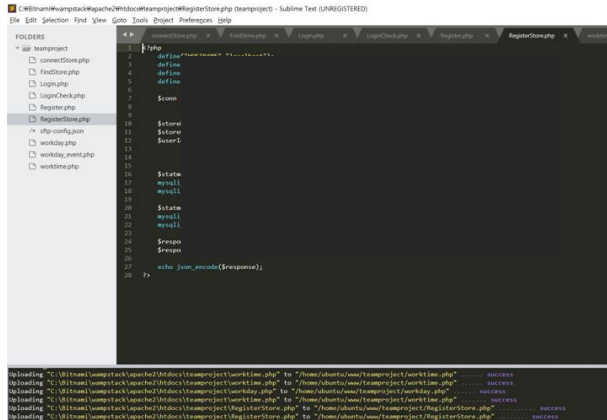 C:₩Bitnami₩wampstack₩apache2₩htdocs₩teamproject₩RegisterStore.php (teamproject) - Sublime Text (UNREGISTERED)
File Edit Selection Find View Goto Tools Project Preferences Help
FOLDERS
teamproject
connectStore.php
FindStore.php
Login.php
LoginCheck.php
Register.php
RegisterStore.php
/* sftp-config.json
workday.php
workday_event.php
worktime.php
connectStore.php × FindStore.php × Login.php × LoginCheck.php × Register.php × RegisterStore.php ×
1 <?php
2 define
3 define
4 define
5 define
6
7 $conn
8
9
10 $store
11 $store
12 $userI
13
14
15
16 $statm
17 mysqli
18 mysqli
19
20 $statm
21 mysqli
22 mysqli
23
24 $respo
25 $respo
26
27 echo json_encode($response);
28 ?>
Uploading "C:\Bitnami\wampstack\apache2\htdocs\teamproject\worktime.php" to "/home/ubuntu/www/teamproject/worktime.php" ...... success
Uploading "C:\Bitnami\wampstack\apache2\htdocs\teamproject\worktime.php" to "/home/ubuntu/www/teamproject/worktime.php" ...... success
Uploading "C:\Bitnami\wampstack\apache2\htdocs\teamproject\workday.php" to "/home/ubuntu/www/teamproject/workday.php" ...... success
Uploading "C:\Bitnami\wampstack\apache2\htdocs\teamproject\worktime.php" to "/home/ubuntu/www/teamproject/worktime.php" ...... success
Uploading "C:\Bitnami\wampstack\apache2\htdocs\teamproject\RegisterStore.php" to "/home/ubuntu/www/teamproject/RegisterStore.php" .......... success
Uploading "C:\Bitnami\wampstack\apache2\htdocs\teamproject\RegisterStore.php" to "/home/ubuntu/www/teamproject/RegisterStore.php" .......... success